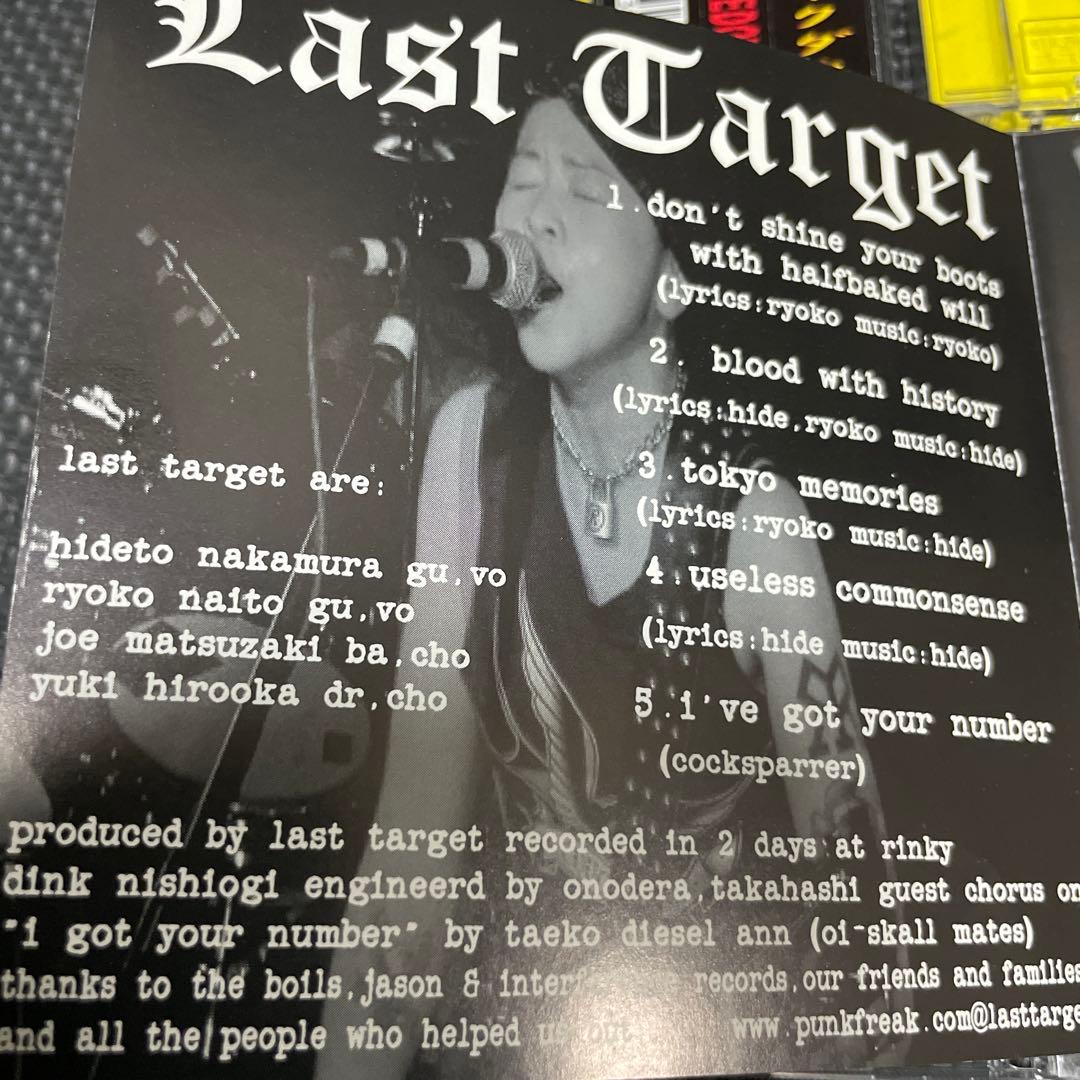 Last Target
1.don't shine your boots
with halfbaked will
(lyrics:ryoko music:ryoko)
2. blood with history
(lyrics:hide,ryoko music:hide)
3.tokyo memories
(lyrics:ryoko music:hide)
4.useless commonsense
(lyrics:hide music:hide)
5.i've got your number
(cocksparrer)
last target are:
hideto nakamura gu,vo
ryoko naito gu,vo
joe matsuzaki ba,cho
yuki hirooka dr,cho
produced by last target recorded in 2 days at rinky
dink nishiogi engineerd by onodera,takahashi guest chorus on
"i got your number" by taeko diesel ann (oi-skall mates)
thanks to the boils,jason & records,our friends and families
and all the people who helped
www.punkfreak.com@lasttarge